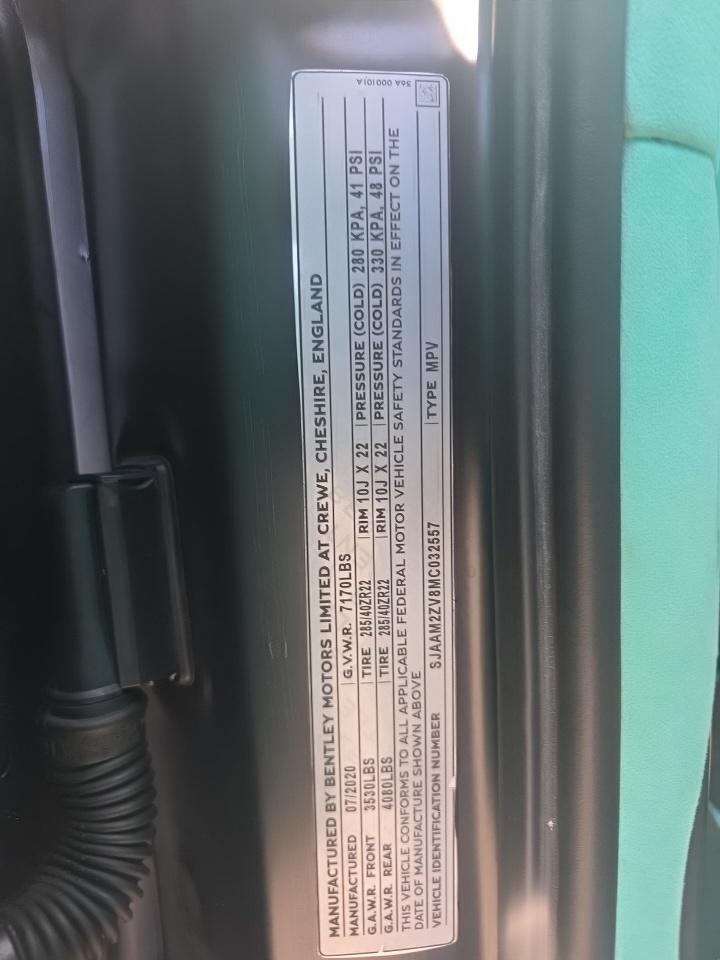 MANUFACTURED BY BENTLEY MOTORS LIMITED AT CREWE, CHESHIRE, ENGLAND
MANUFACTURED 07/2020 G.V.W.R. 7170LBS
G.A.W.R. FRONT 3530LBS TIRE 285/40ZR22 RIM 10J X 22 PRESSURE (COLD) 280 KPA, 41 PSI
G.A.W.R. REAR 4080LBS TIRE 285/40ZR22 RIM 10J X 22 PRESSURE (COLD) 330 KPA, 48 PSI
THIS VEHICLE CONFORMS TO ALL APPLICABLE FEDERAL MOTOR VEHICLE SAFETY STANDARDS IN EFFECT ON THE
DATE OF MANUFACTURE SHOWN ABOVE
VEHICLE IDENTIFICATION NUMBER SJAAM2ZV8MC032557 TYPE MPV
36A 000101A